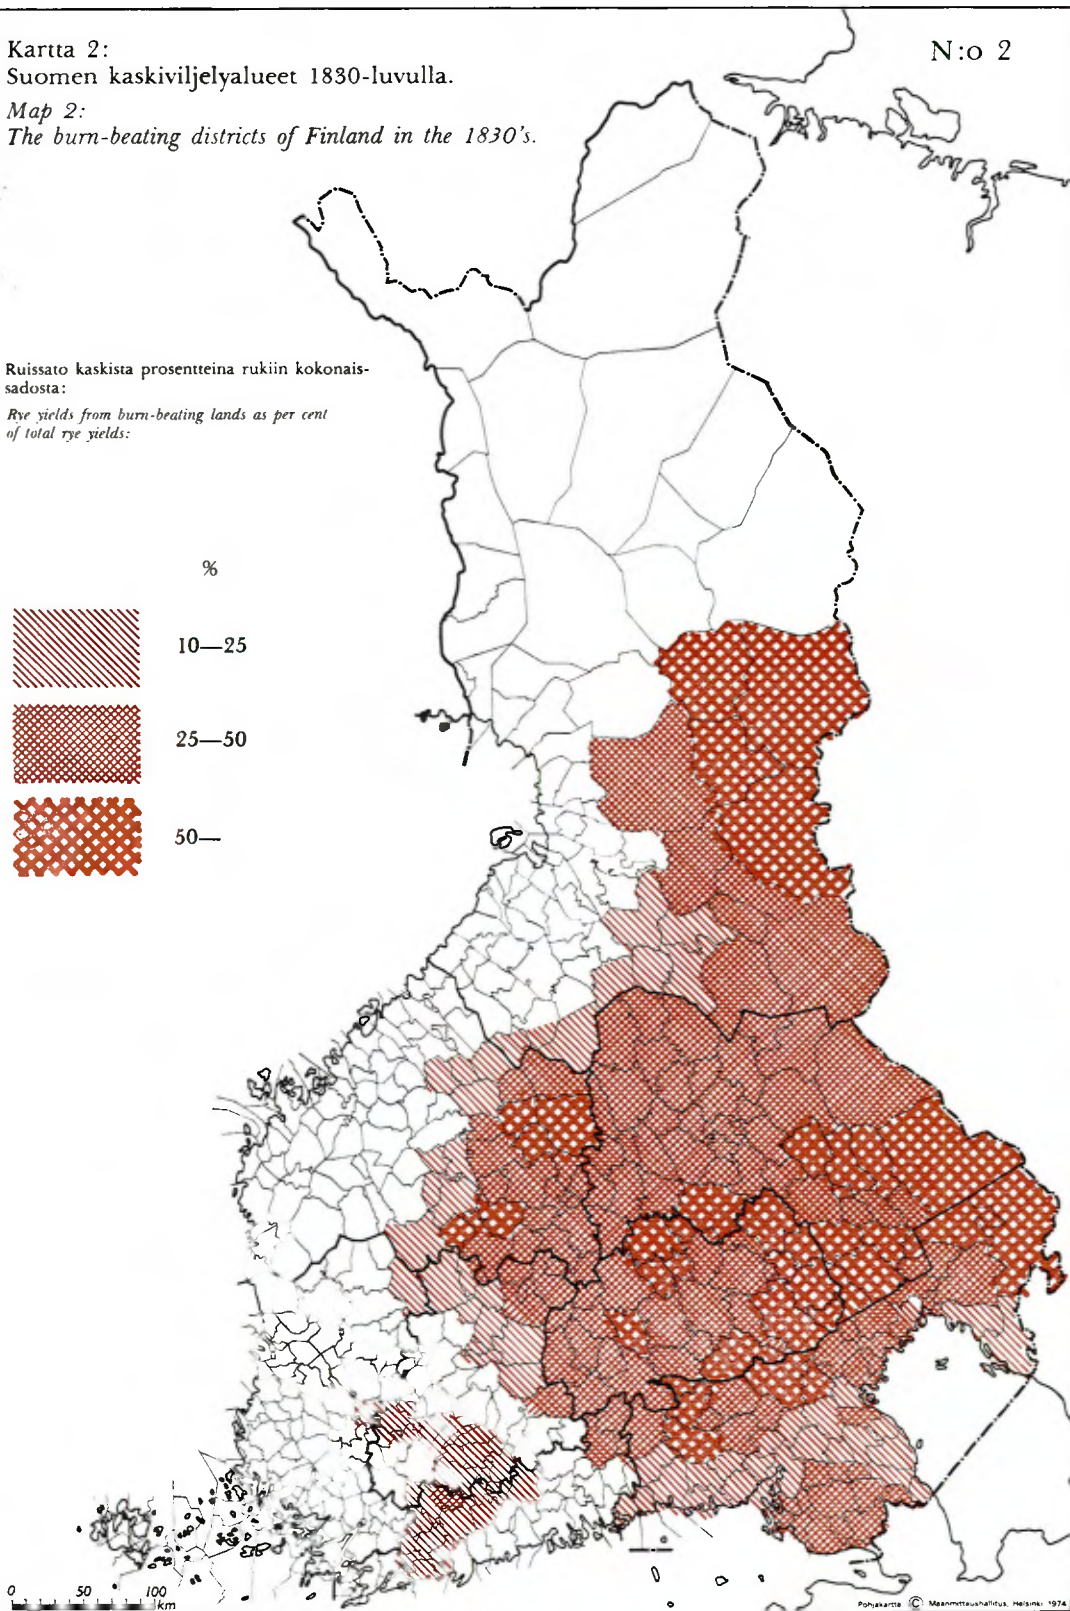 Kartta 2:
Suomen kaskiviljelyalueet 1830-luvulla.
Map 2:
The burn-beating districts of Finland in the 1830's.
N:o 2
Ruissato kaskista prosentteina rukiin kokonais-
sadosta:
Rye yields from burn-beating lands as per cent
of total rye yields:
%
10—25
25—50
50—
0 50 100
km
Pohjakartta © Maanmittaushallitus, Helsinki 1974